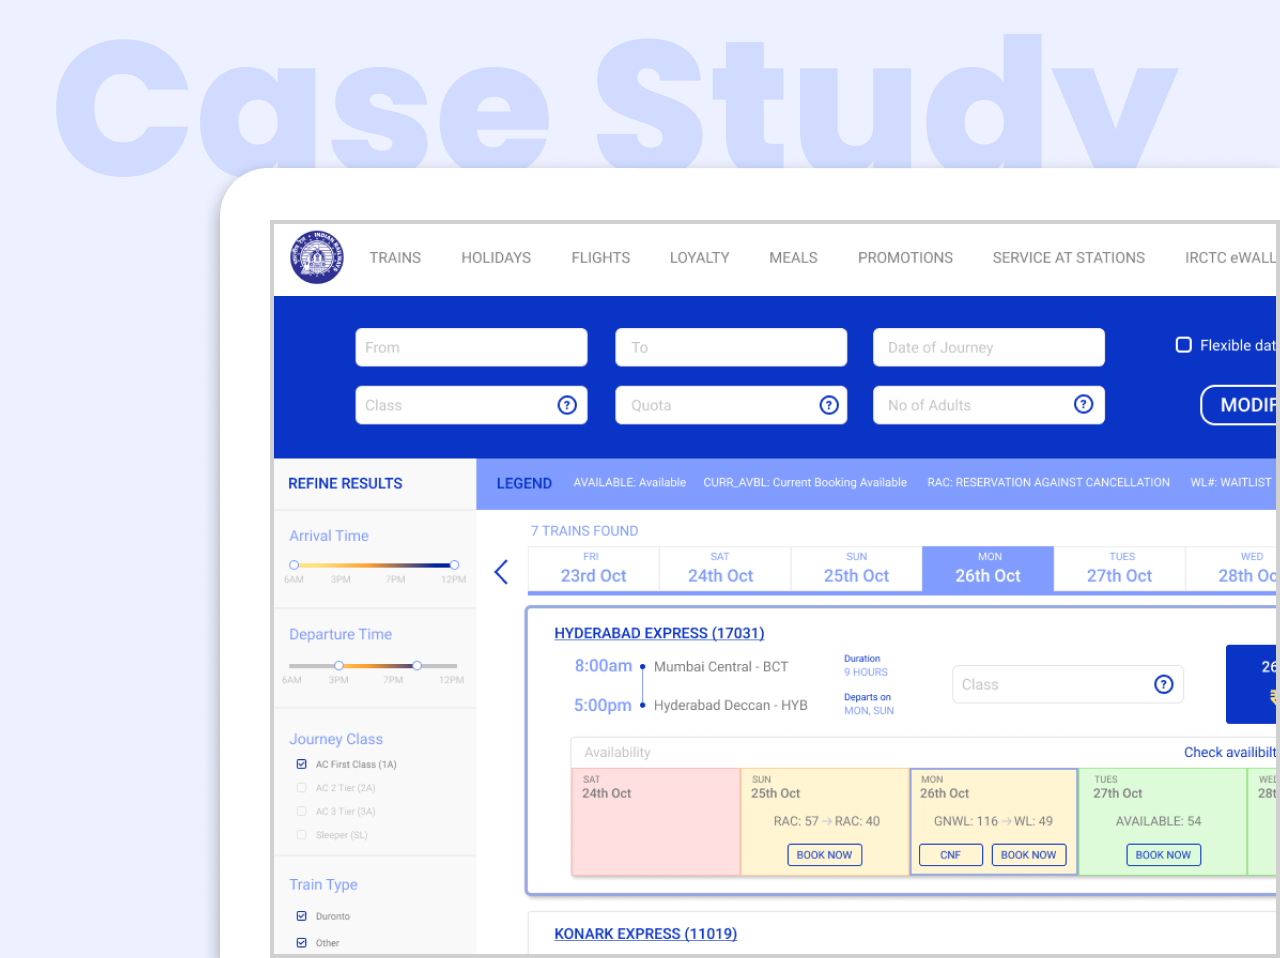 Case Study
INDIAN RAILWAYS
TRAINS HOLIDAYS FLIGHTS LOYALTY MEALS PROMOTIONS SERVICE AT STATIONS IRCTC eWALL
From To Date of Journey Flexible dat
Class ? Quota ? No of Adults ? MODIF
REFINE RESULTS
LEGEND AVAILABLE: Available CURR_AVBL: Current Booking Available RAC: RESERVATION AGAINST CANCELLATION WL#: WAITLIST
Arrival Time
6AM 3PM 7PM 12PM
Departure Time
6AM 3PM 7PM 12PM
Journey Class
AC First Class (1A)
AC 2 Tier (2A)
AC 3 Tier (3A)
Sleeper (SL)
Train Type
Duronto
Other
7 TRAINS FOUND
FRI SAT SUN MON TUES WED
23rd Oct 24th Oct 25th Oct 26th Oct 27th Oct 28th Oc
HYDERABAD EXPRESS (17031)
8:00am Mumbai Central - BCT
5:00pm Hyderabad Deccan - HYB
Duration
9 HOURS
Departs on
MON, SUN
Class ?
26
₹
Availability Check availibilt
SAT SUN MON TUES WED
24th Oct 25th Oct 26th Oct 27th Oct 28t
RAC: 57 → RAC: 40 GNWL: 116 → WL: 49 AVAILABLE: 54
BOOK NOW CNF BOOK NOW BOOK NOW
KONARK EXPRESS (11019)